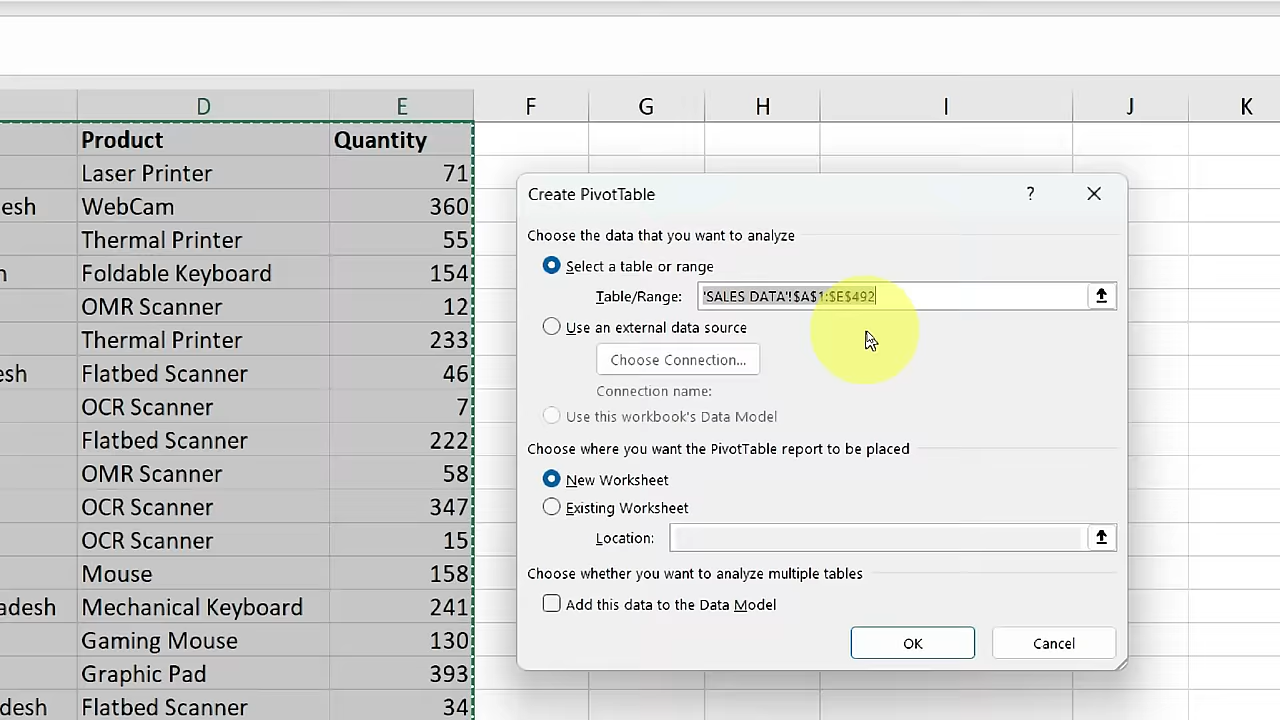 D E F G H I J K
Product Quantity
Laser Printer 71
esh WebCam 360
Thermal Printer 55
Foldable Keyboard 154
OMR Scanner 12
Thermal Printer 233
esh Flatbed Scanner 46
OCR Scanner 7
Flatbed Scanner 222
OMR Scanner 58
OCR Scanner 347
OCR Scanner 15
Mouse 158
adesh Mechanical Keyboard 241
Gaming Mouse 130
Graphic Pad 393
desh Flatbed Scanner 34
Create PivotTable ?
Choose the data that you want to analyze
Select a table or range
Table/Range: 'SALES DATA'!$A$1:$E$492
Use an external data source
Choose Connection...
Connection name:
Use this workbook's Data Model
Choose where you want the PivotTable report to be placed
New Worksheet
Existing Worksheet
Location:
Choose whether you want to analyze multiple tables
Add this data to the Data Model
OK Cancel